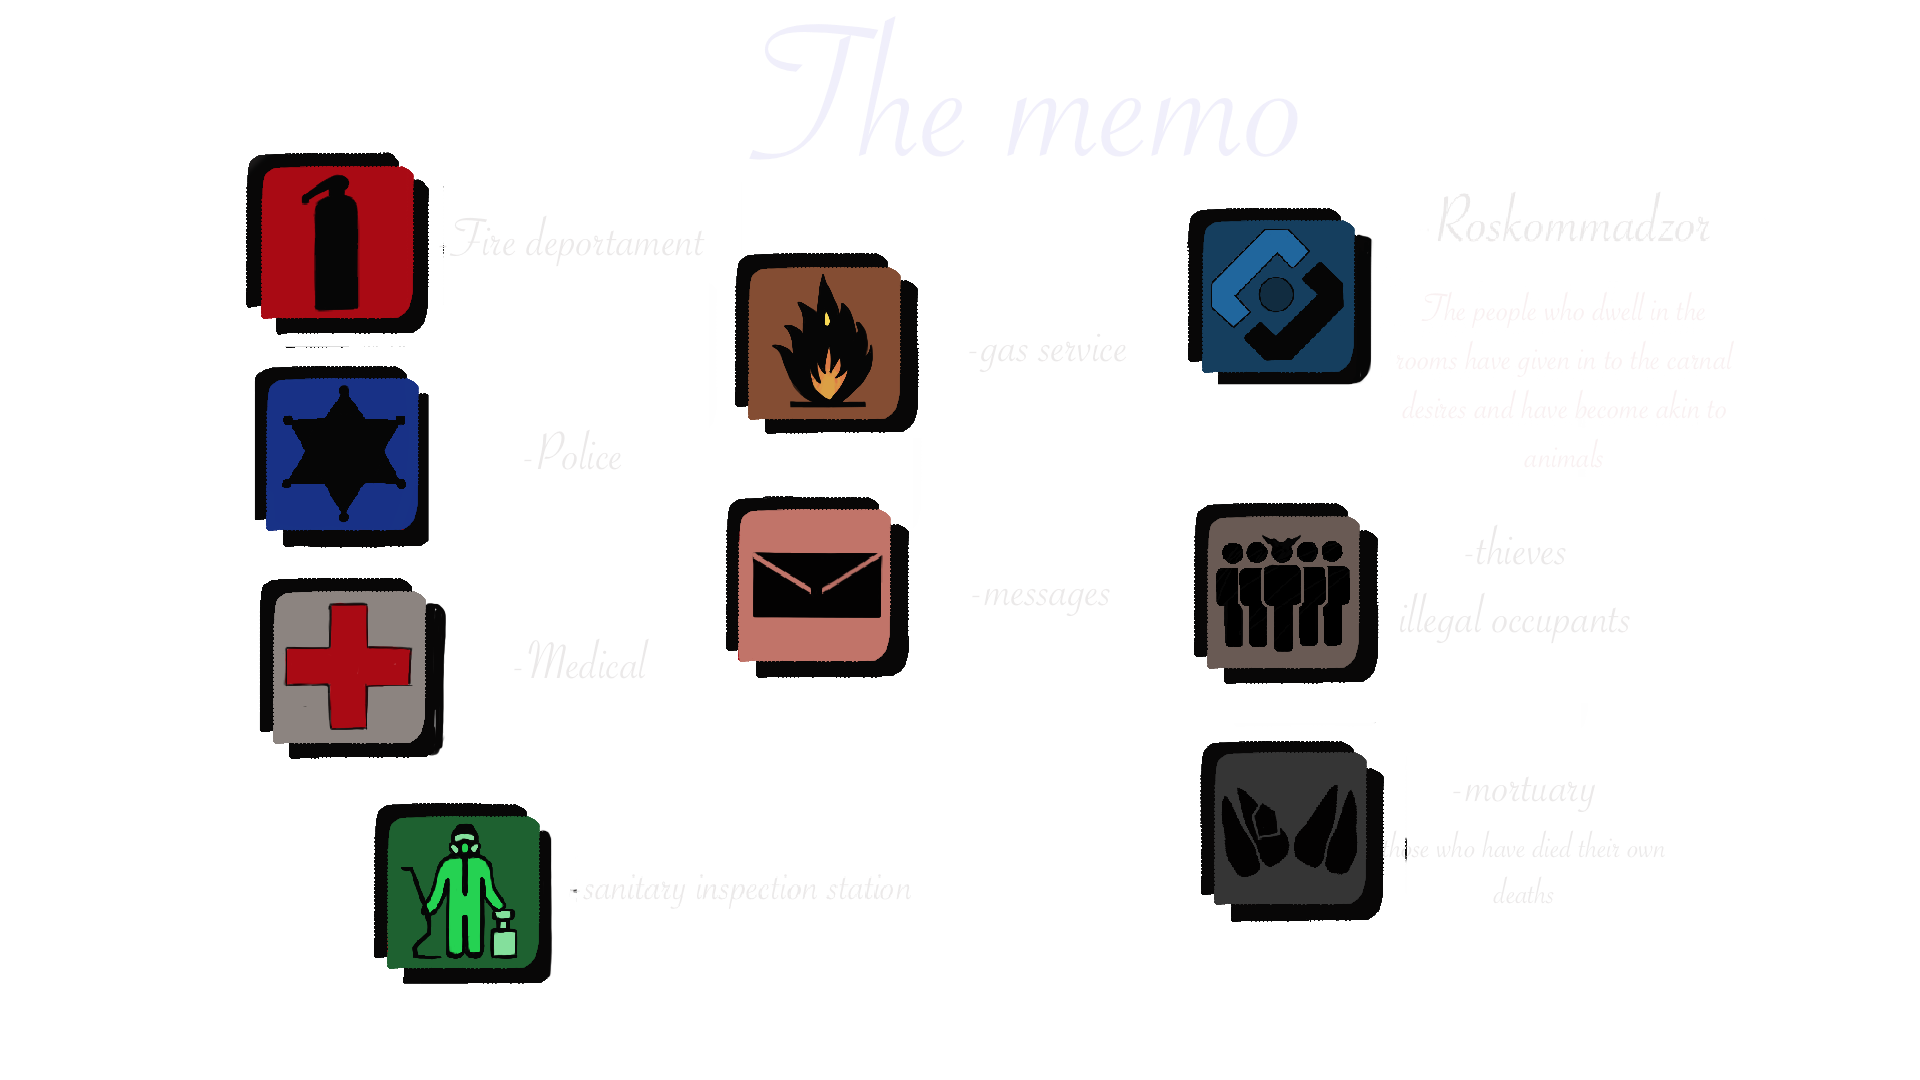 The memo
Fire deportament
-Police
-Medical
-sanitary inspection station
-gas service
-messages
Roskommadzor
The people who dwell in the
rooms have given in to the carnal
desires and have become akin to
animals
-thieves
illegal occupants
-mortuary
those who have died their own
deaths